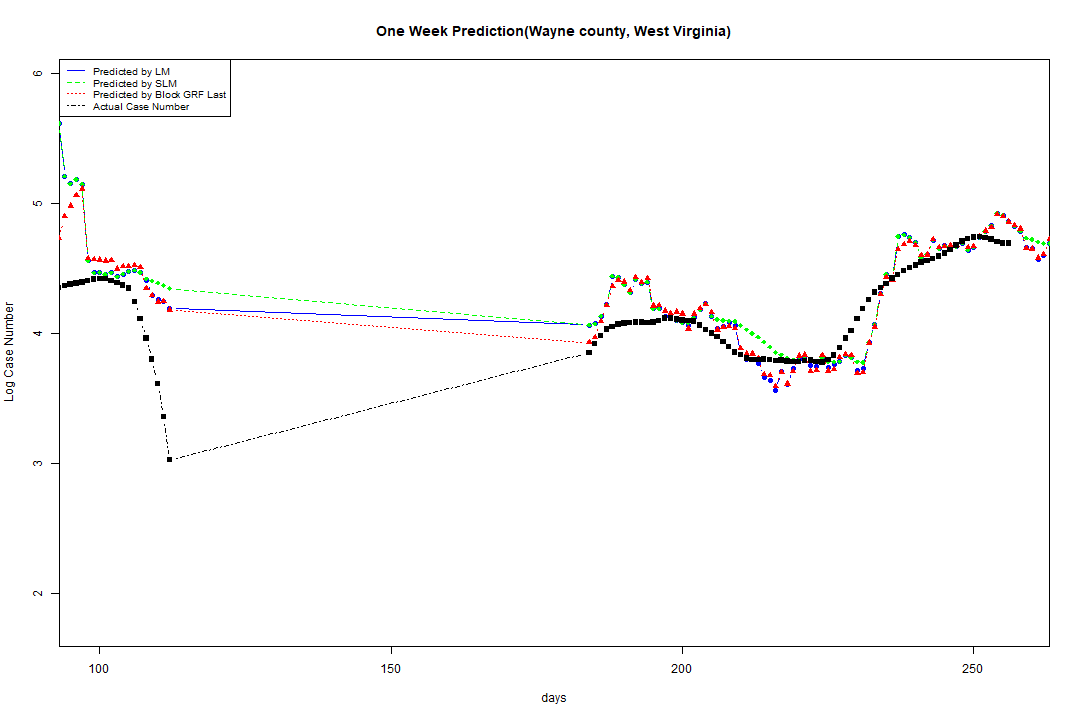 One Week Prediction(Wayne county, West Virginia)
Predicted by LM
Predicted by SLM
Predicted by Block GRF Last
Actual Case Number
6
5
4
3
2
Log Case Number
100 150 200 250
days